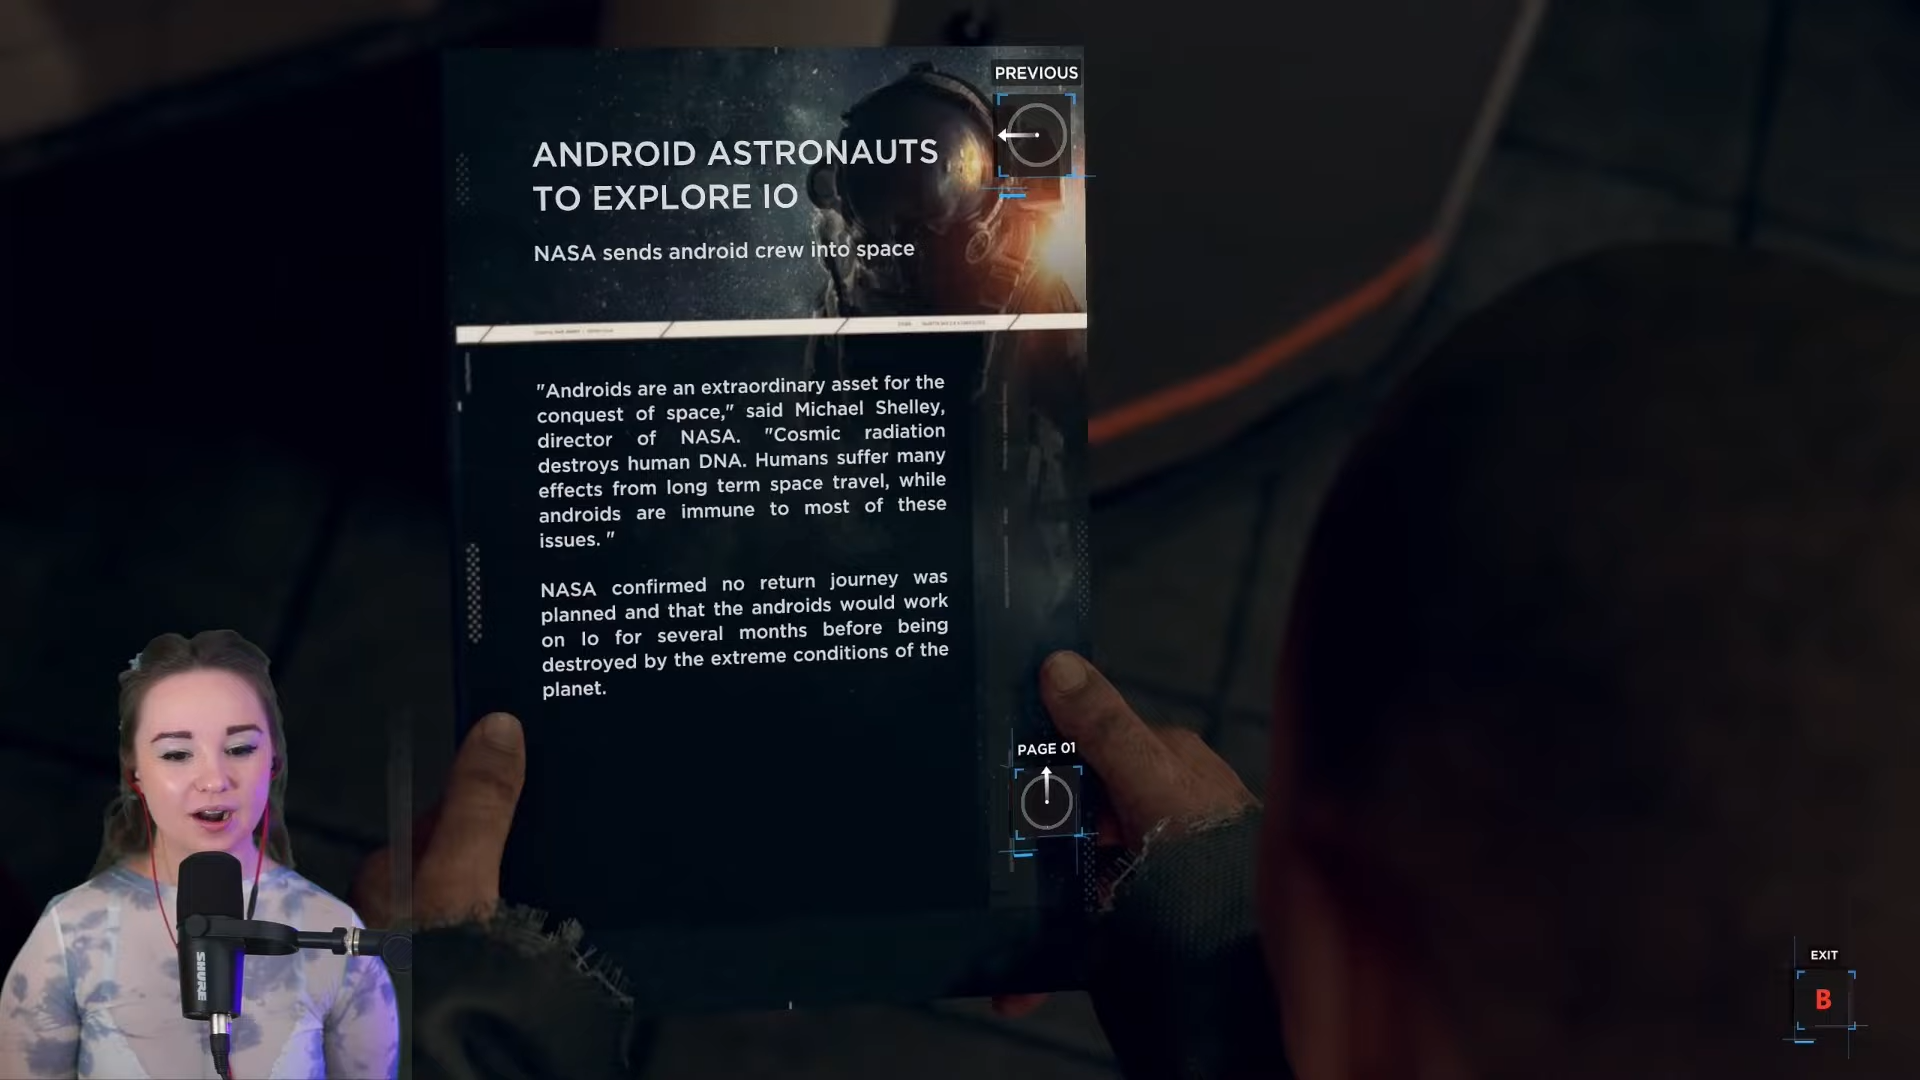 PREVIOUS
ANDROID ASTRONAUTS
TO EXPLORE IO
NASA sends android crew into space
"Androids are an extraordinary asset for the
conquest of space," said Michael Shelley,
director of NASA. "Cosmic radiation
destroys human DNA. Humans suffer many
effects from long term space travel, while
androids are immune to most of these
issues. "
NASA confirmed no return journey was
planned and that the androids would work
on Io for several months before being
destroyed by the extreme conditions of the
planet.
PAGE 01
SHURE
EXIT
B